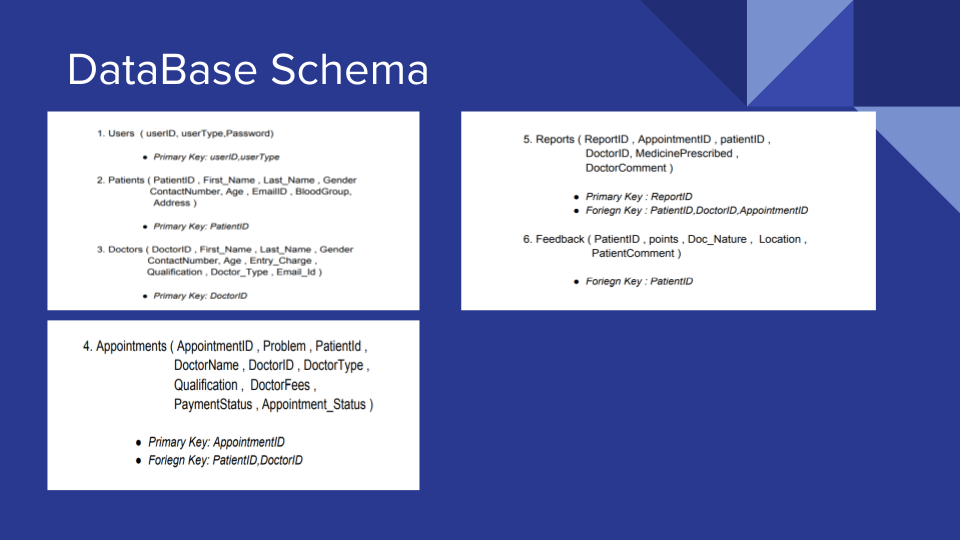 DataBase Schema
1. Users ( userID, userType,Password)
● Primary Key: userID,userType
2. Patients ( PatientID , First_Name , Last_Name , Gender
ContactNumber, Age , EmailID , BloodGroup,
Address )
● Primary Key: PatientID
3. Doctors ( DoctorID , First_Name , Last_Name , Gender
ContactNumber, Age , Entry_Charge ,
Qualification , Doctor_Type , Email_Id )
● Primary Key: DoctorID
4. Appointments ( AppointmentID , Problem , PatientId ,
DoctorName , DoctorID , DoctorType ,
Qualification , DoctorFees ,
PaymentStatus , Appointment_Status )
● Primary Key: AppointmentID
● Foriegn Key: PatientID,DoctorID
5. Reports ( ReportID , AppointmentID , patientID ,
DoctorID, MedicinePrescribed ,
DoctorComment )
● Primary Key : ReportID
● Foriegn Key : PatientID,DoctorID,AppointmentID
6. Feedback ( PatientID , points , Doc_Nature , Location ,
PatientComment )
● Foriegn Key : PatientID